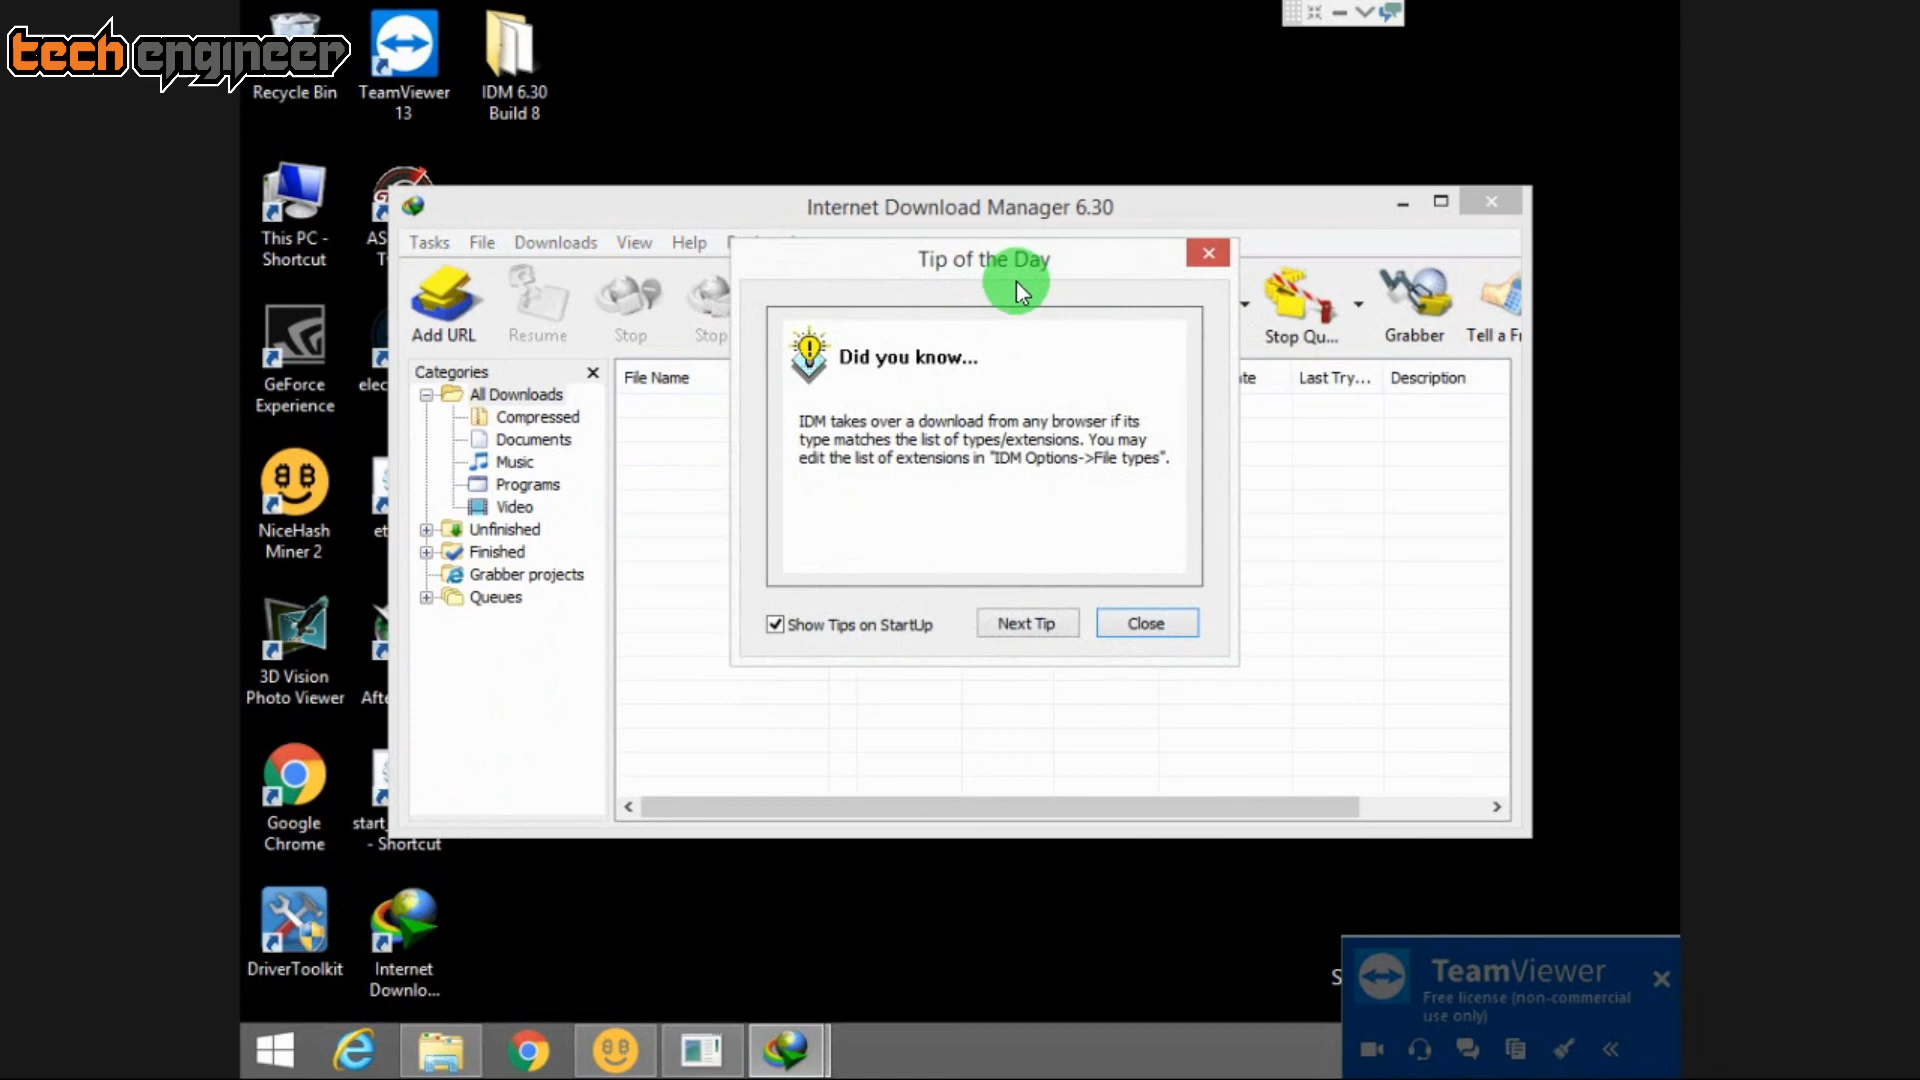 tech engineer
Recycle Bin
TeamViewer
13
IDM 6.30
Build 8
This PC -
Shortcut
GeForce
Experience
NiceHash
Miner 2
3D Vision
Photo Viewer
Google
Chrome
- Shortcut
DriverToolkit
Internet
Downlo...
Internet Download Manager 6.30
Tasks File Downloads View Help
Add URL
Resume
Stop
Stop
Stop Qu...
Grabber
Tell a F
Categories
All Downloads
Compressed
Documents
Music
Programs
Video
Unfinished
Finished
Grabber projects
Queues
File Name
Last Try...
Description
Tip of the Day
Did you know...
IDM takes over a download from any browser if its
type matches the list of types/extensions. You may
edit the list of extensions in "IDM Options->File types".
Show Tips on StartUp
Next Tip
Close
TeamViewer
Free license (non-commercial
use only)